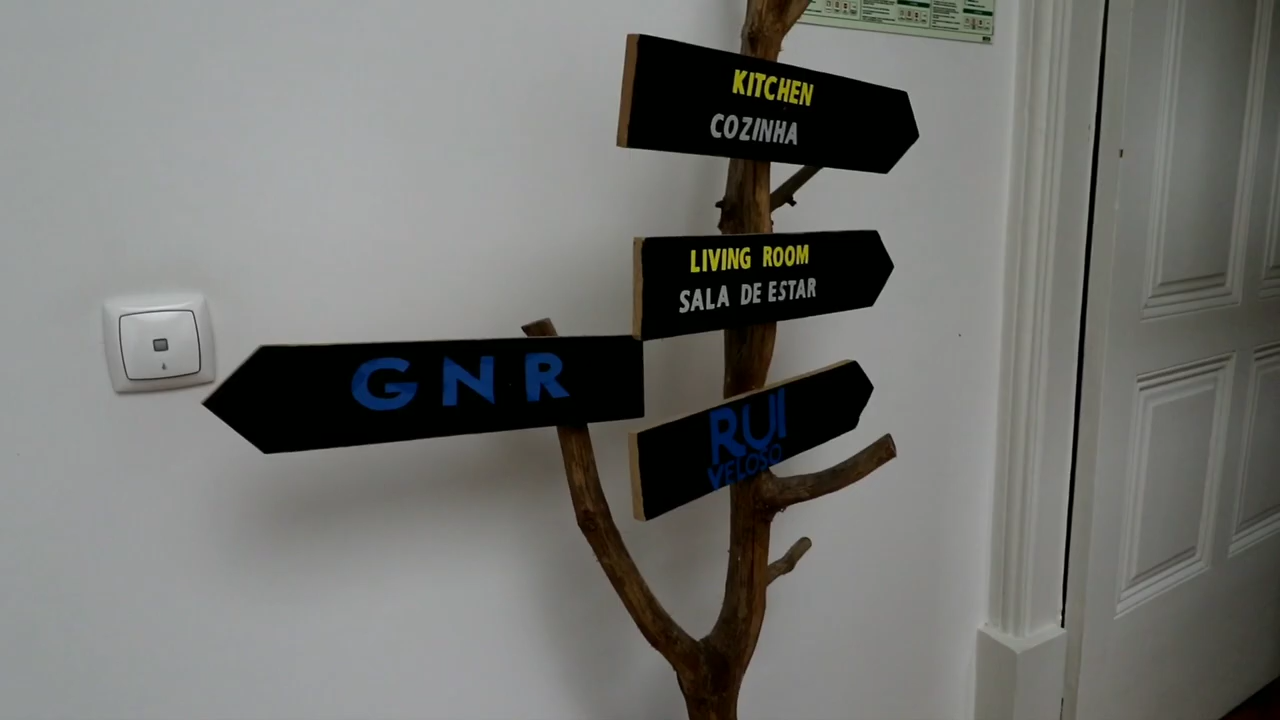 KITCHEN
COZINHA
LIVING ROOM
SALA DE ESTAR
GNR
RUI
VELOSO